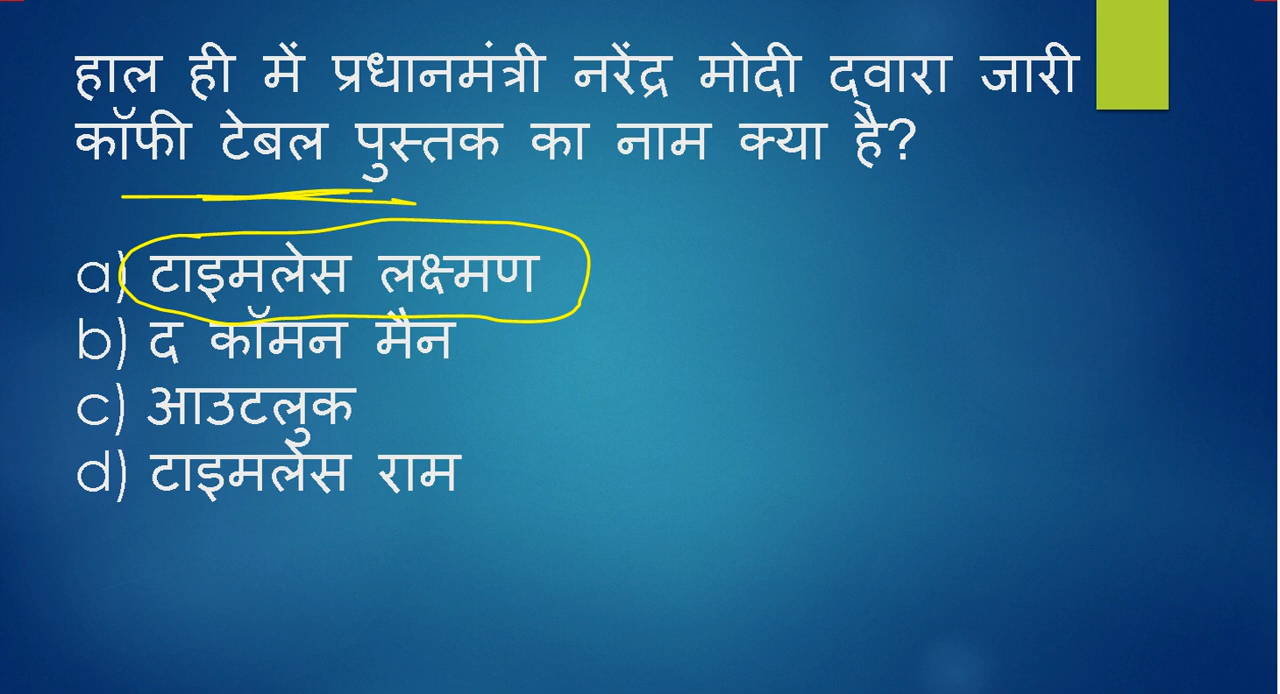 हाल ही में प्रधानमंत्री नरेंद्र मोदी द्वारा जारी
कॉफी टेबल पुस्तक का नाम क्या है?
a) टाइमलेस लक्ष्मण
b) द कॉमन मैन
c) आउटलुक
d) टाइमलेस राम